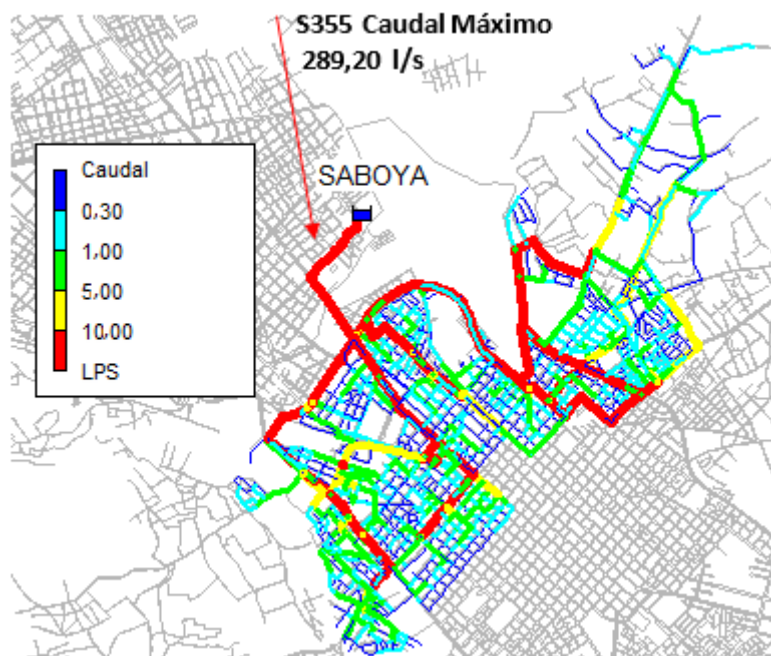 S355 Caudal Máximo
289,20 l/s
Caudal
SABOYA
0,30
1,00
5,00
10,00
LPS